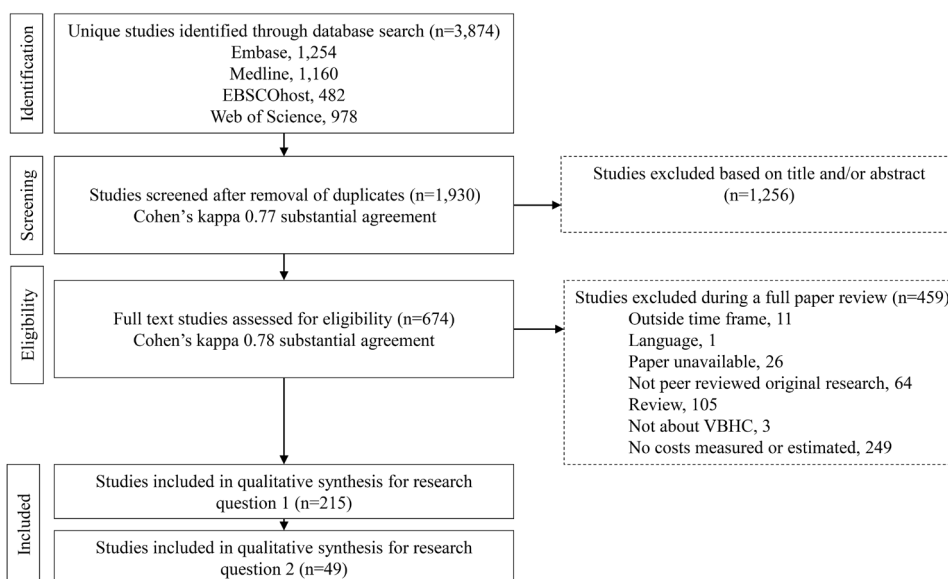 Identification
Unique studies identified through database search (n=3,874)
Embase, 1,254
Medline, 1,160
EBSCOhost, 482
Web of Science, 978
Screening
Studies screened after removal of duplicates (n=1,930)
Cohen's kappa 0.77 substantial agreement
Studies excluded based on title and/or abstract
(n=1,256)
Eligibility
Full text studies assessed for eligibility (n=674)
Cohen's kappa 0.78 substantial agreement
Studies excluded during a full paper review (n=459)
Outside time frame, 11
Language, 1
Paper unavailable, 26
Not peer reviewed original research, 64
Review, 105
Not about VBHC, 3
No costs measured or estimated, 249
Included
Studies included in qualitative synthesis for research
question 1 (n=215)
Studies included in qualitative synthesis for research
question 2 (n=49)